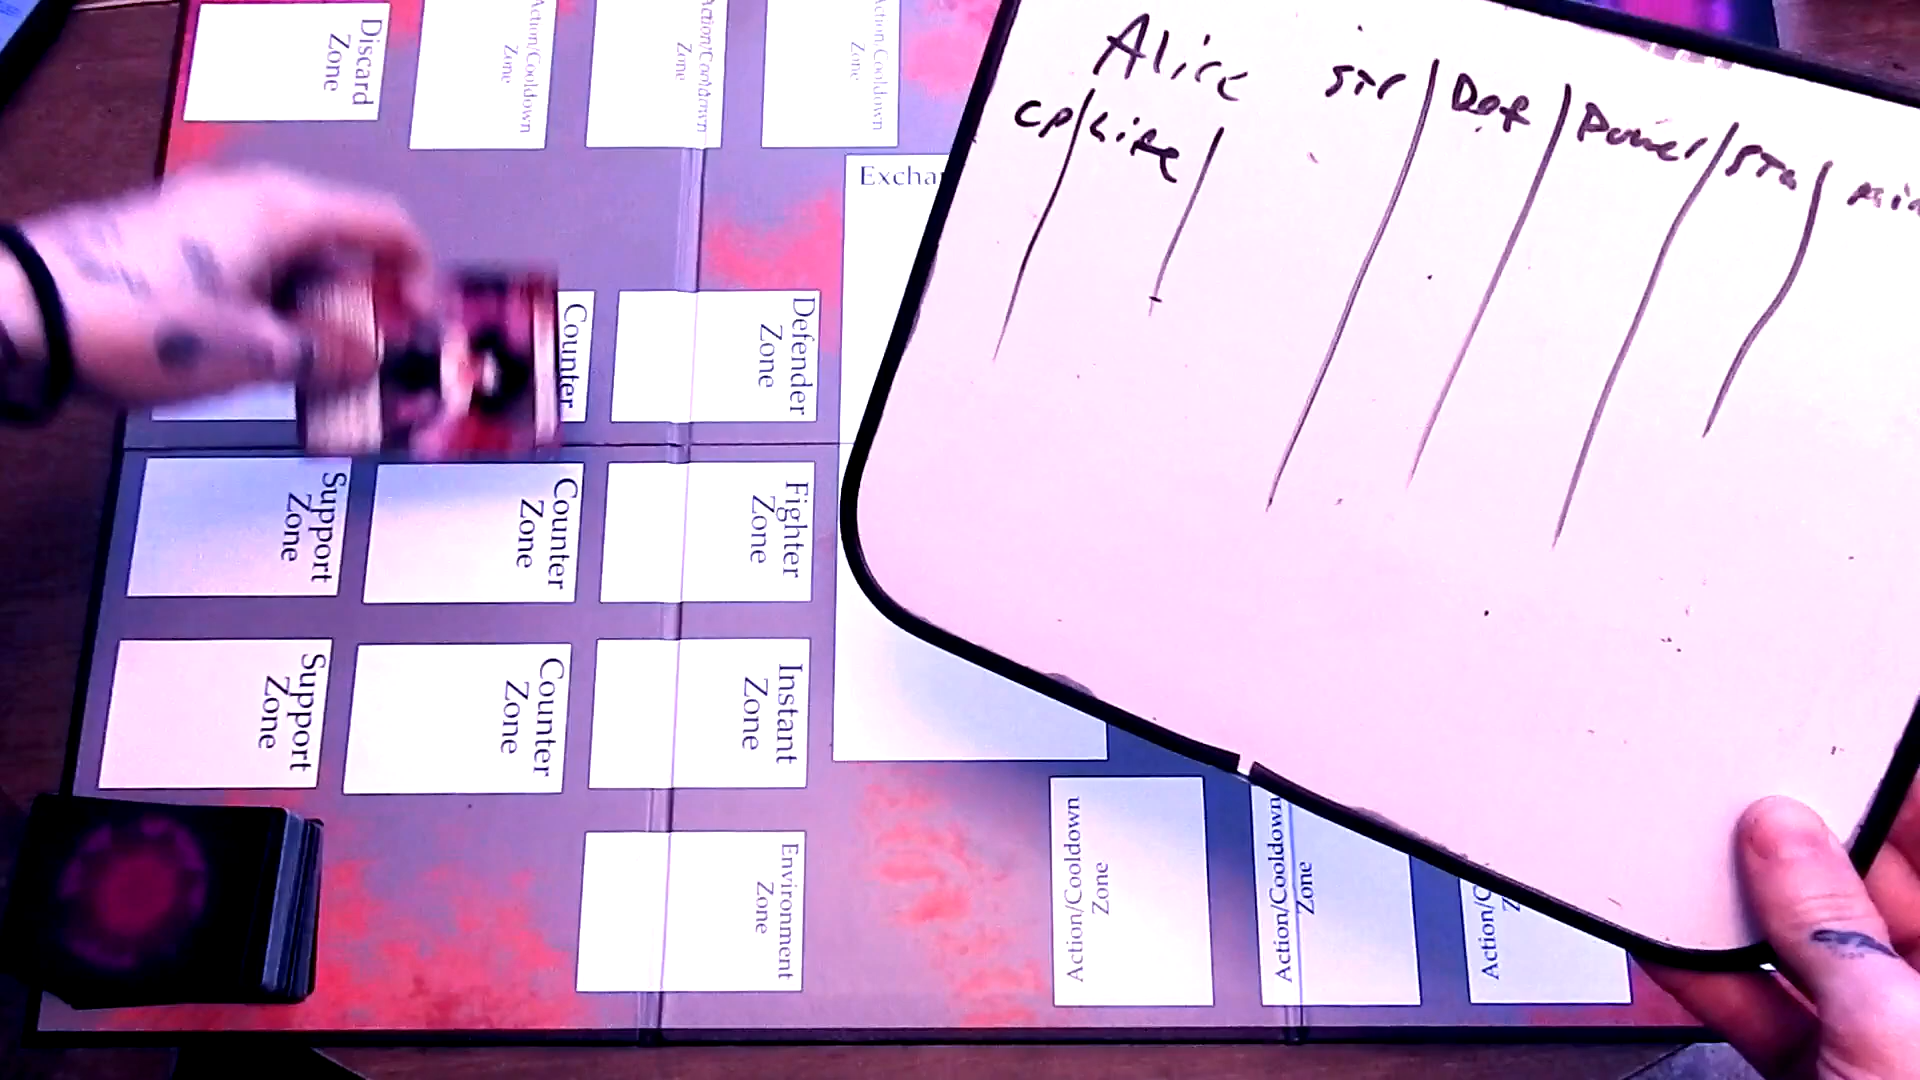 Discard
Zone
Action/Cooldown
Zone
Action/Cooldown
Zone
Action/Cooldown
Zone
Alice
CP
Life
STr
Def
Power
STa
Counter
Defender
Zone
Support
Zone
Counter
Zone
Fighter
Zone
Support
Zone
Counter
Zone
Instant
Zone
Environment
Zone
Action/Cooldown
Zone
Action/Cooldown
Zone